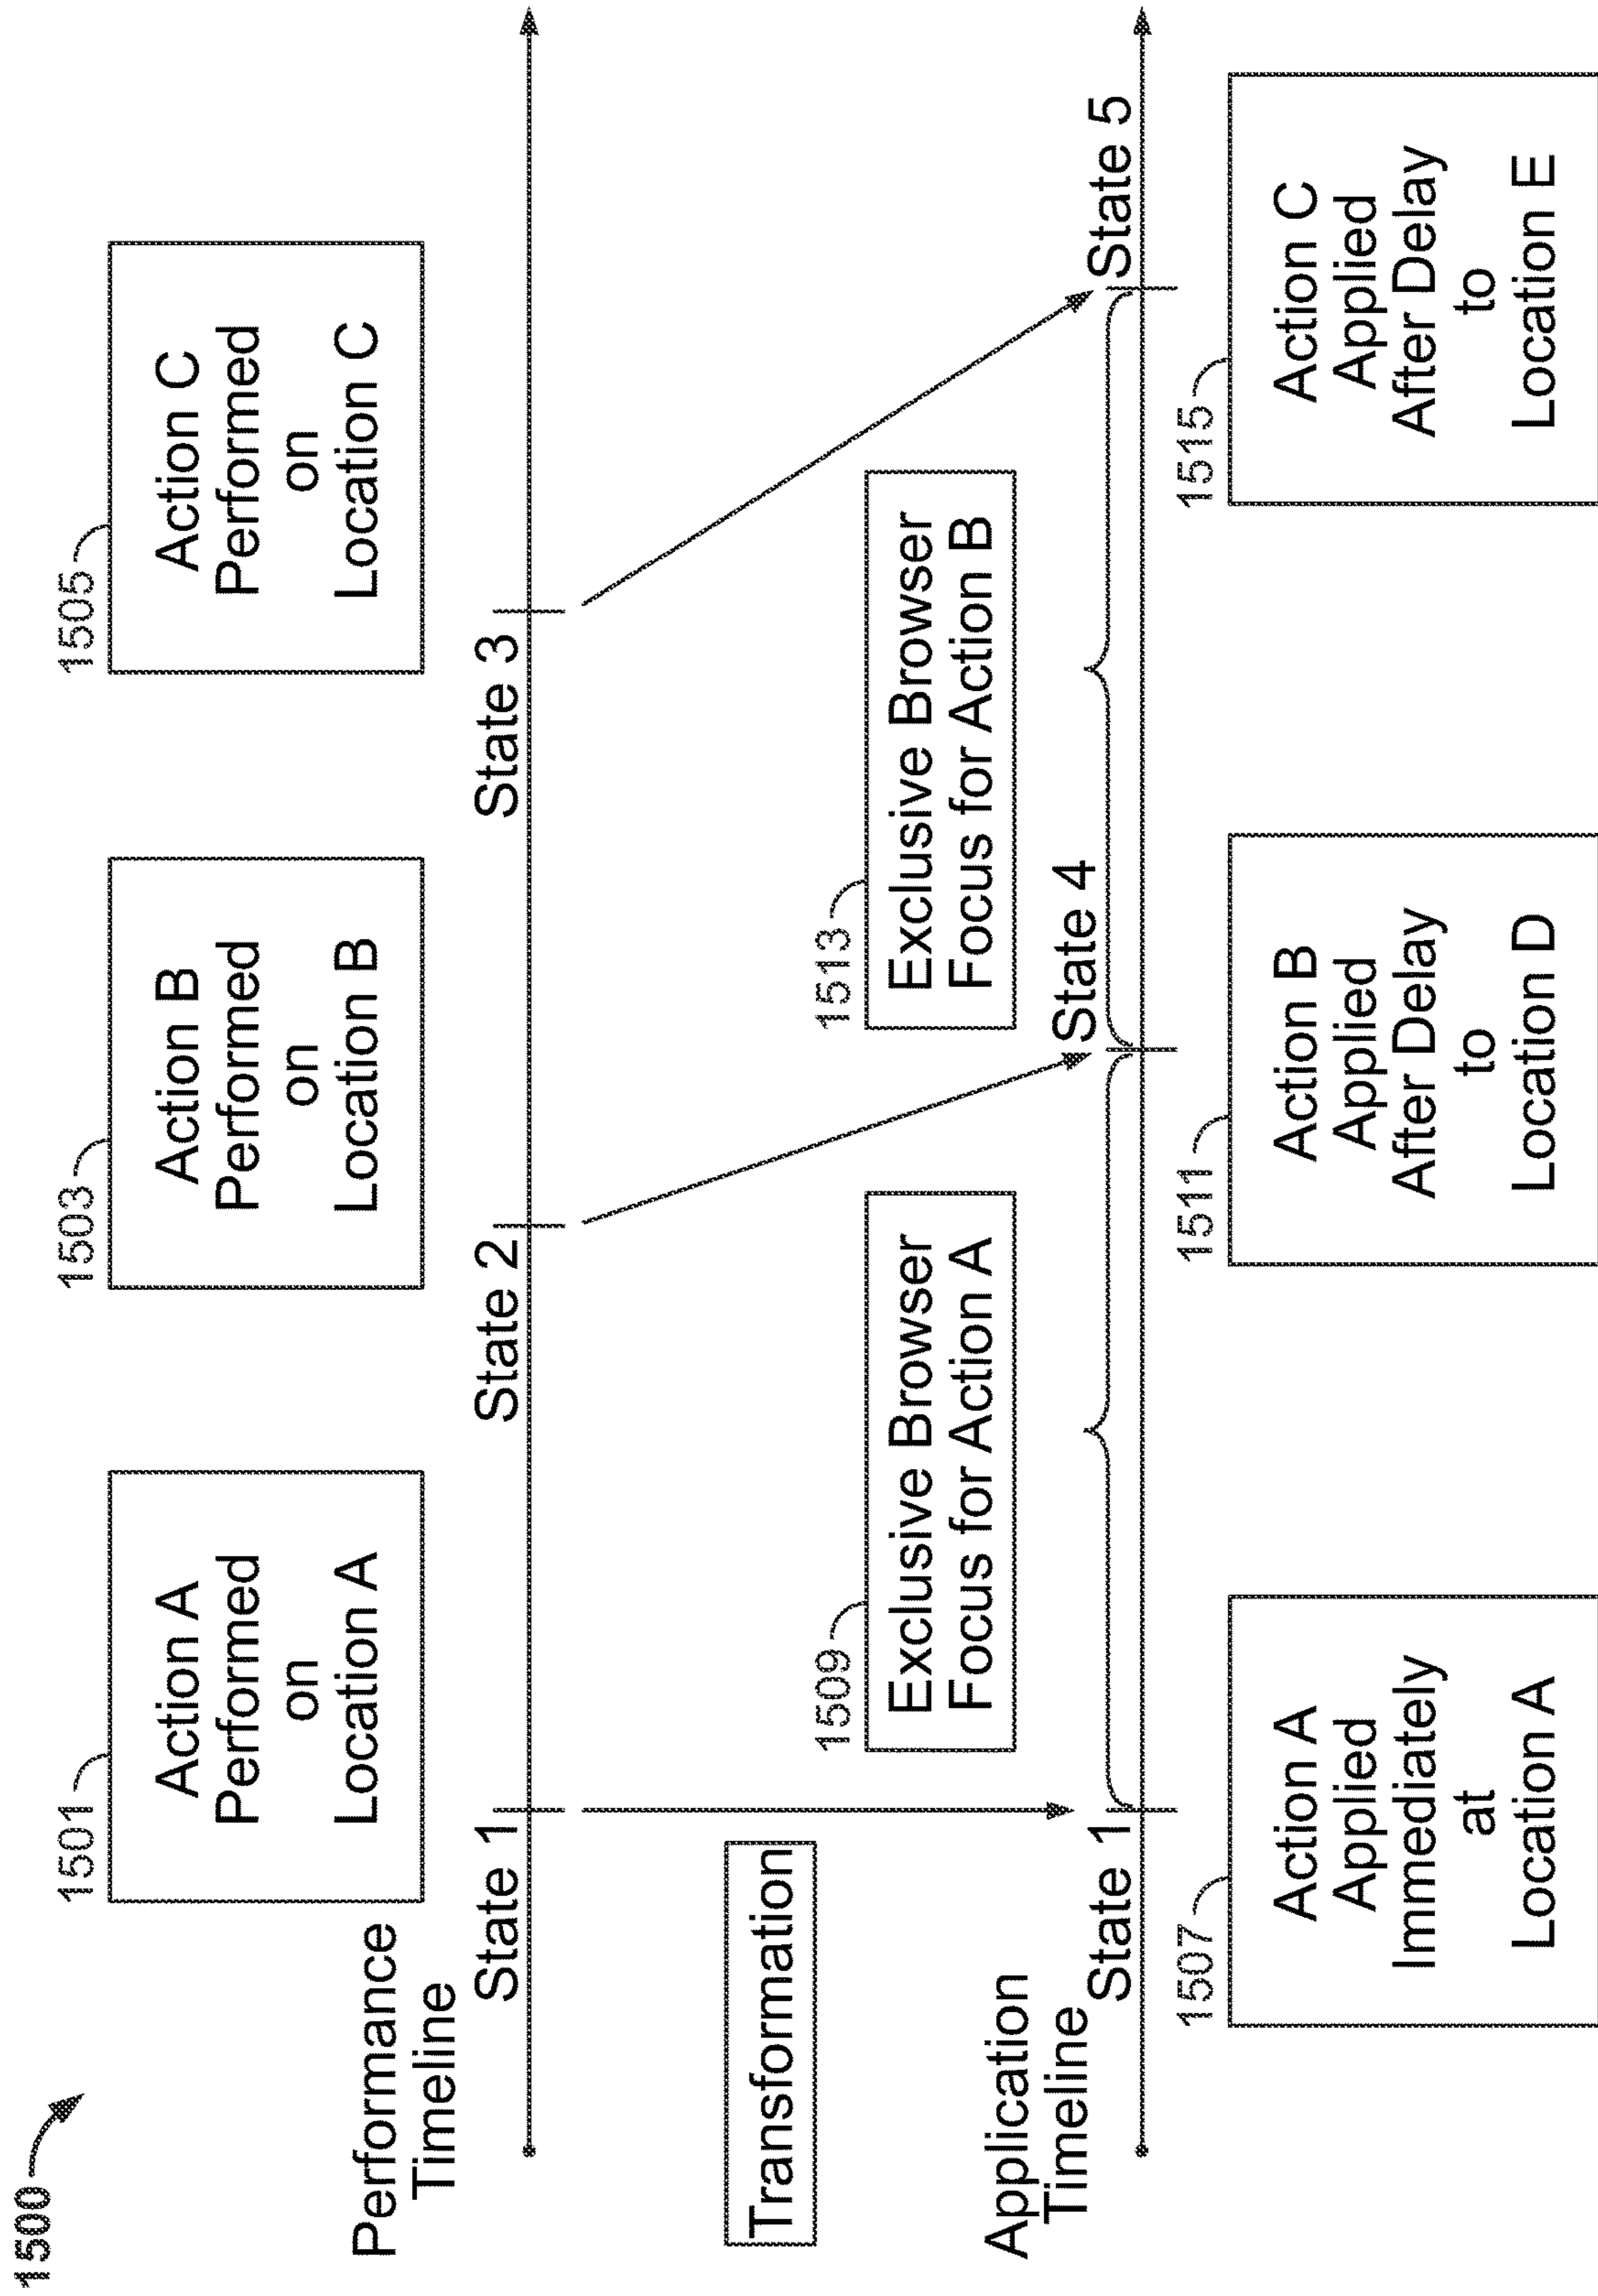 1500
1501
Action A
Performed
on
Location A
1503
Action B
Performed
on
Location B
1505
Action C
Performed
on
Location C
Performance
Timeline
State 1
State 2
State 3
Transformation
1509
Exclusive Browser
Focus for Action A
1513
Exclusive Browser
Focus for Action B
Application
Timeline
State 1
State 4
State 5
1507
Action A
Applied
Immediately
at
Location A
1511
Action B
Applied
After Delay
to
Location D
1515
Action C
Applied
After Delay
to
Location E